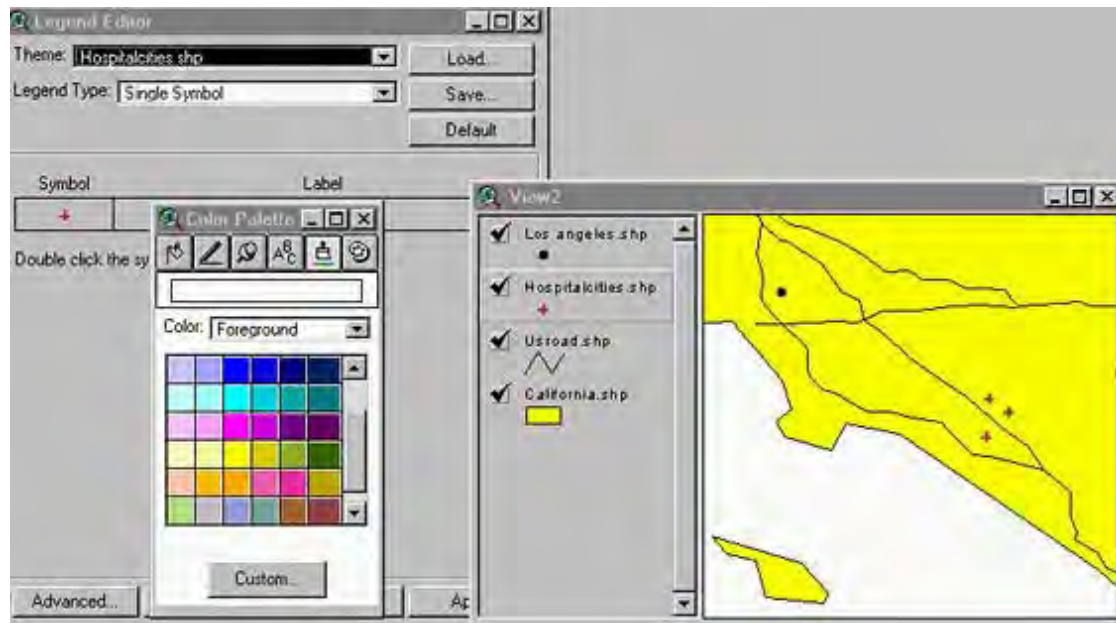 Legend Editor
Theme: Hospitalcities.shp
Load...
Legend Type: Single Symbol
Save...
Default
Symbol Label
Double click the sy
Color Palette
Color: Foreground
Custom...
Advanced...
Ap
View2
Los angeles.shp
Hospitalcities.shp
Usroad.shp
California.shp